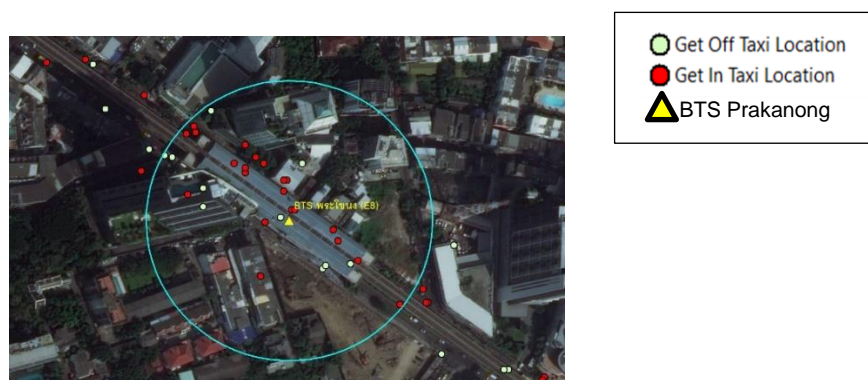 Get Off Taxi Location
Get In Taxi Location
BTS Prakanong
BTS พระโขนง (E8)